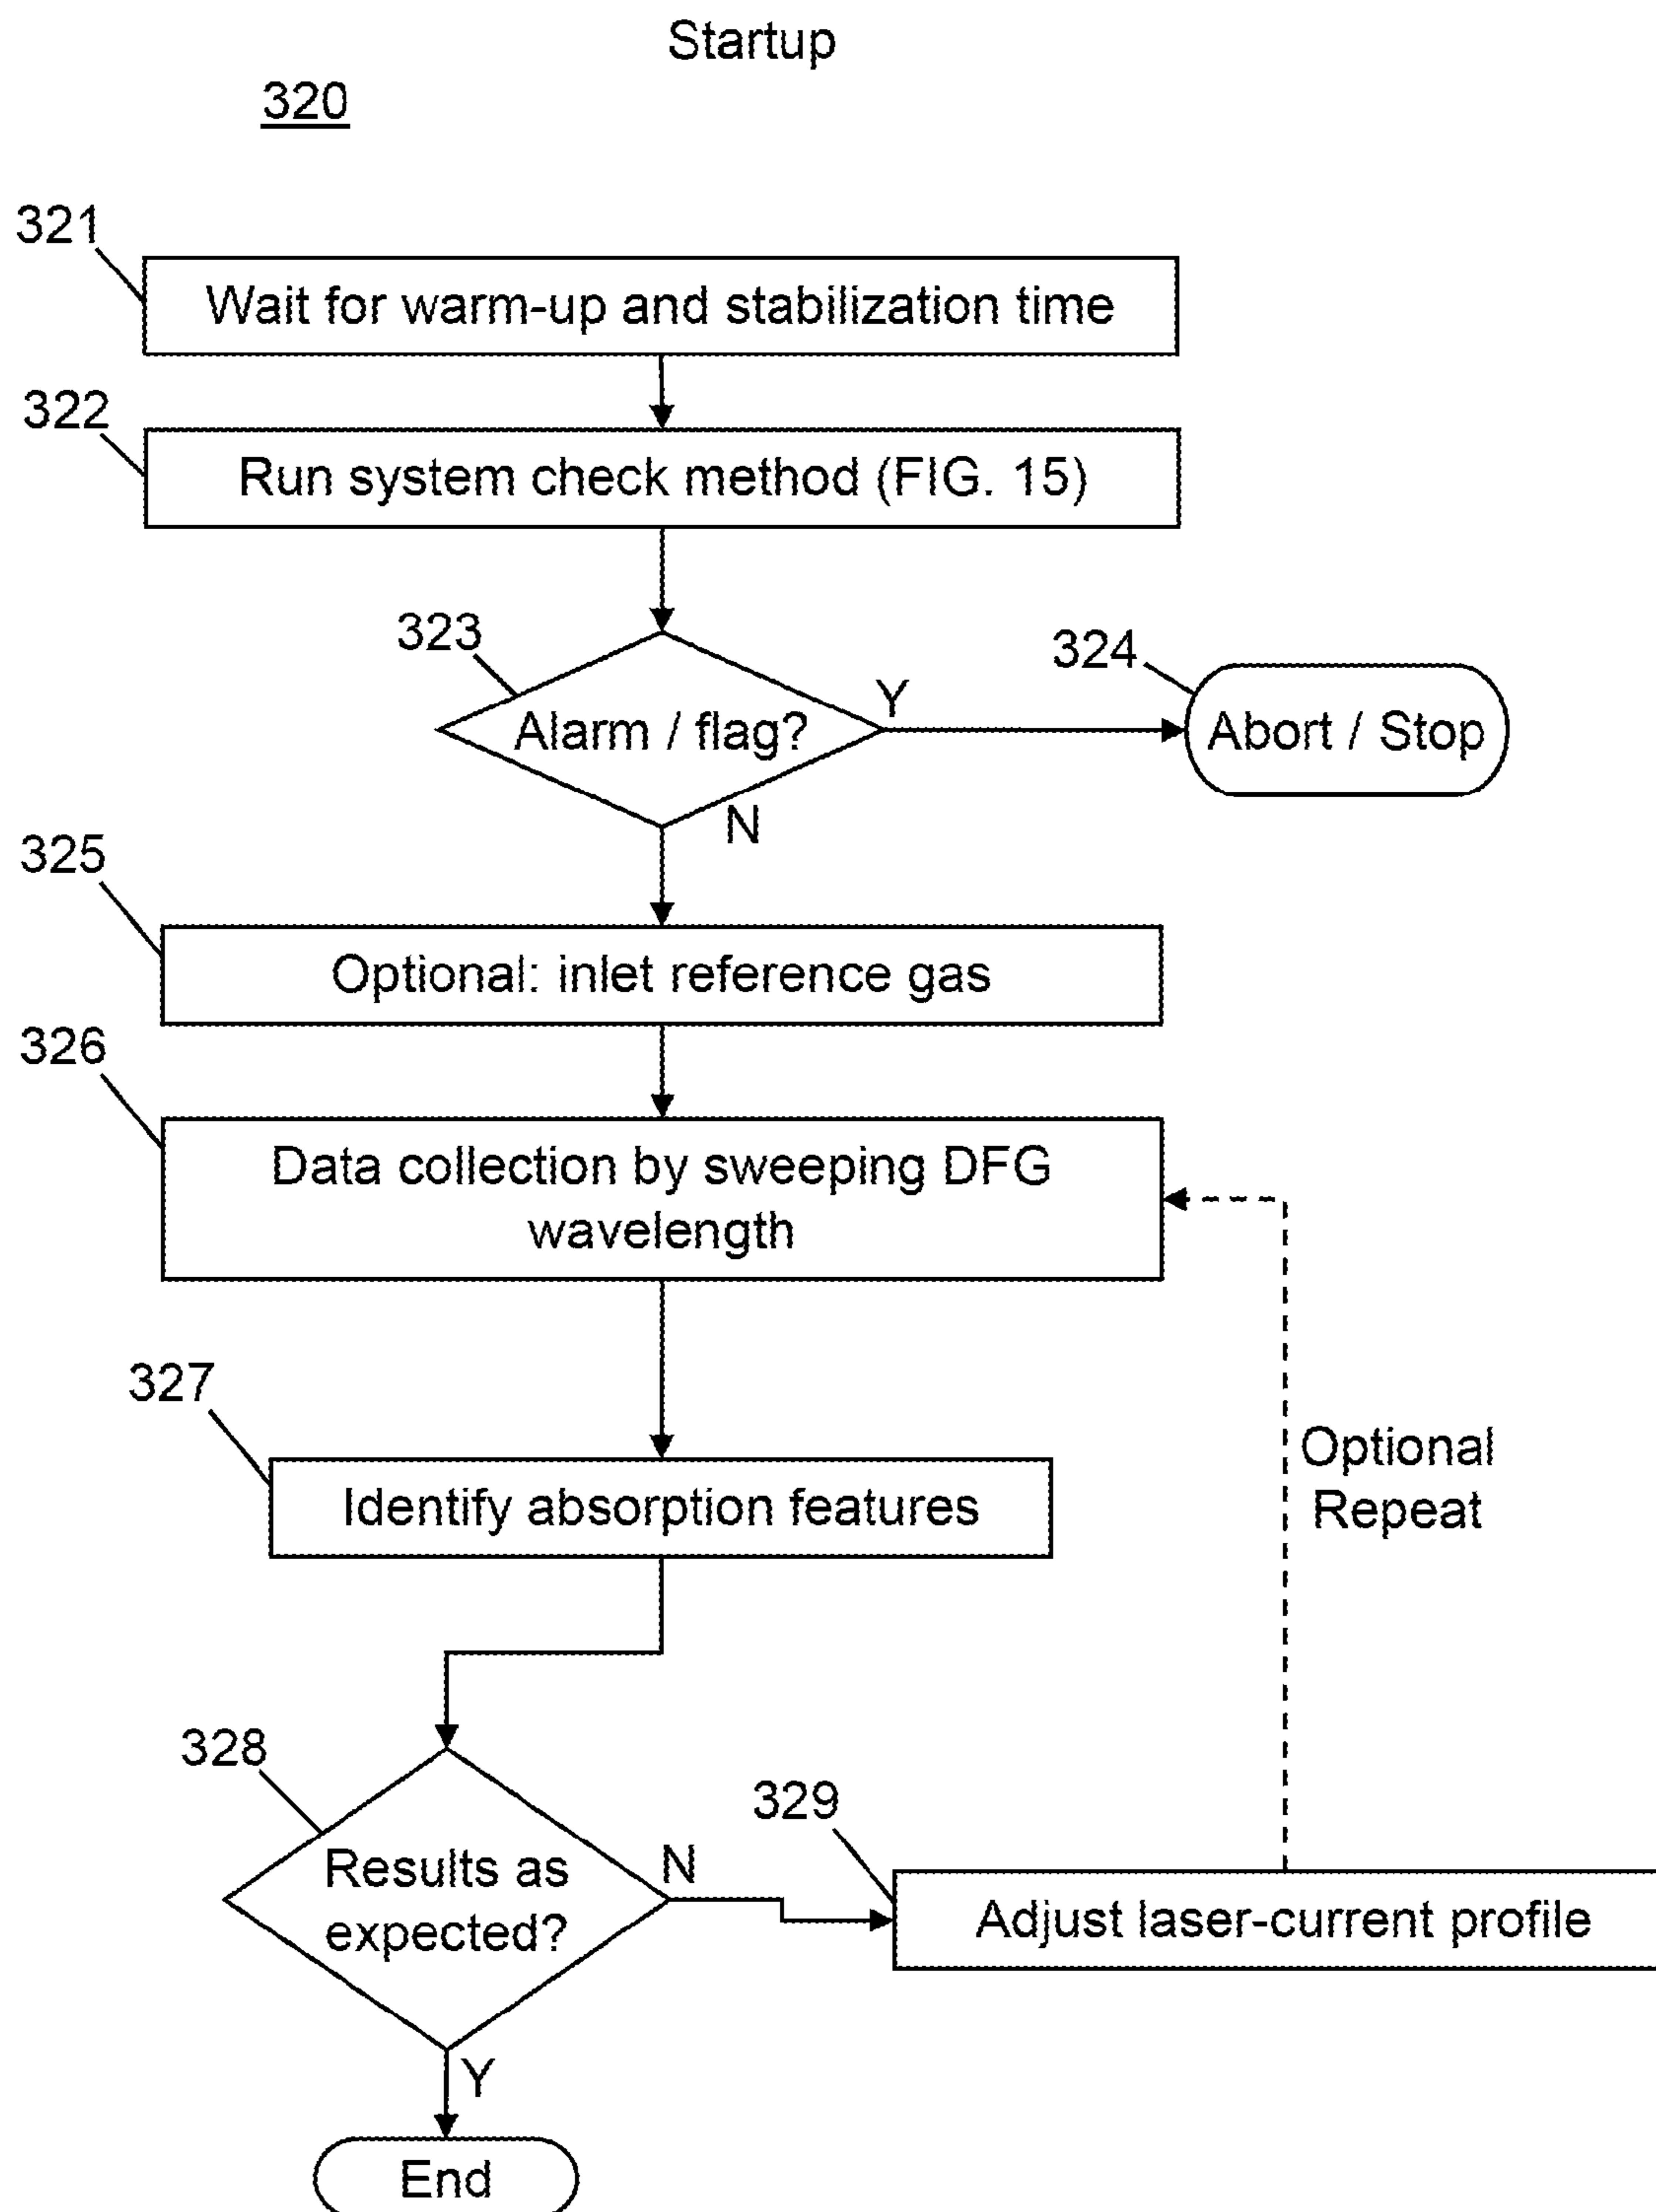 Startup
320
321
Wait for warm-up and stabilization time
322
Run system check method (FIG. 15)
323
Alarm / flag?
Y
324
Abort / Stop
N
325
Optional: inlet reference gas
326
Data collection by sweeping DFG
wavelength
327
Identify absorption features
Optional
Repeat
328
Results as
expected?
N
329
Adjust laser-current profile
Y
End